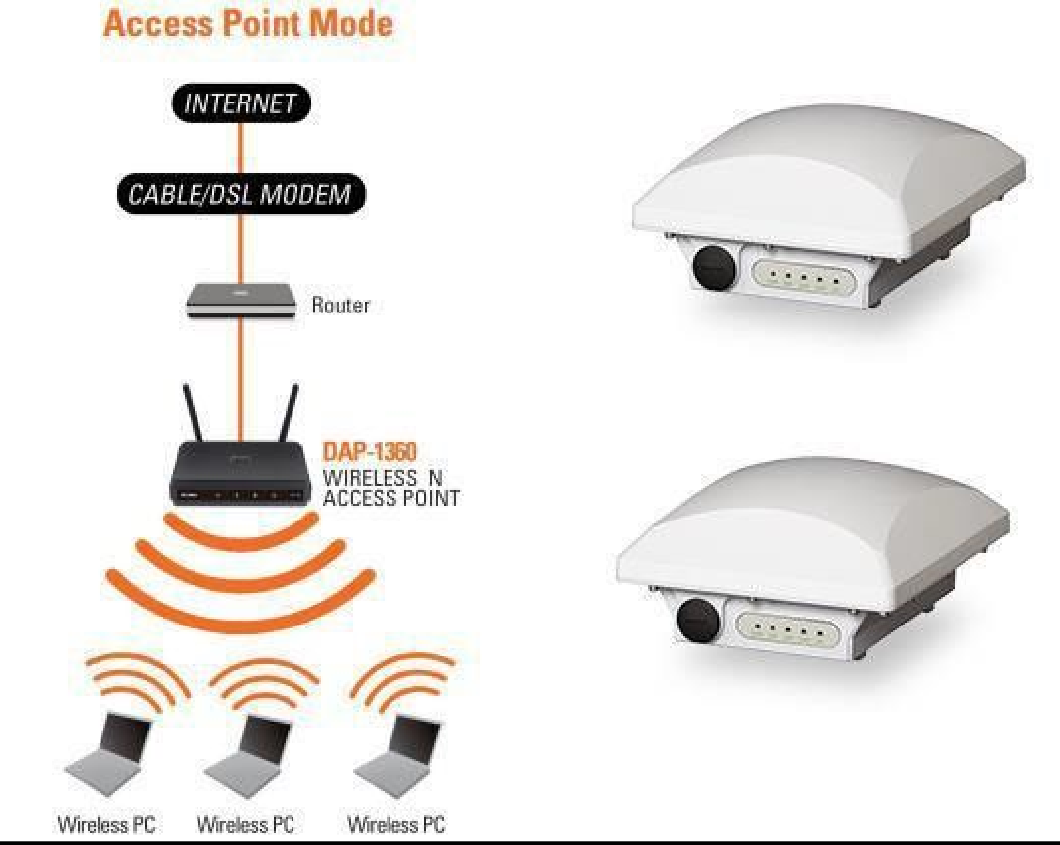 Access Point Mode
INTERNET
CABLE/DSL MODEM
Router
DAP-1360
WIRELESS N
ACCESS POINT
Wireless PC
Wireless PC
Wireless PC